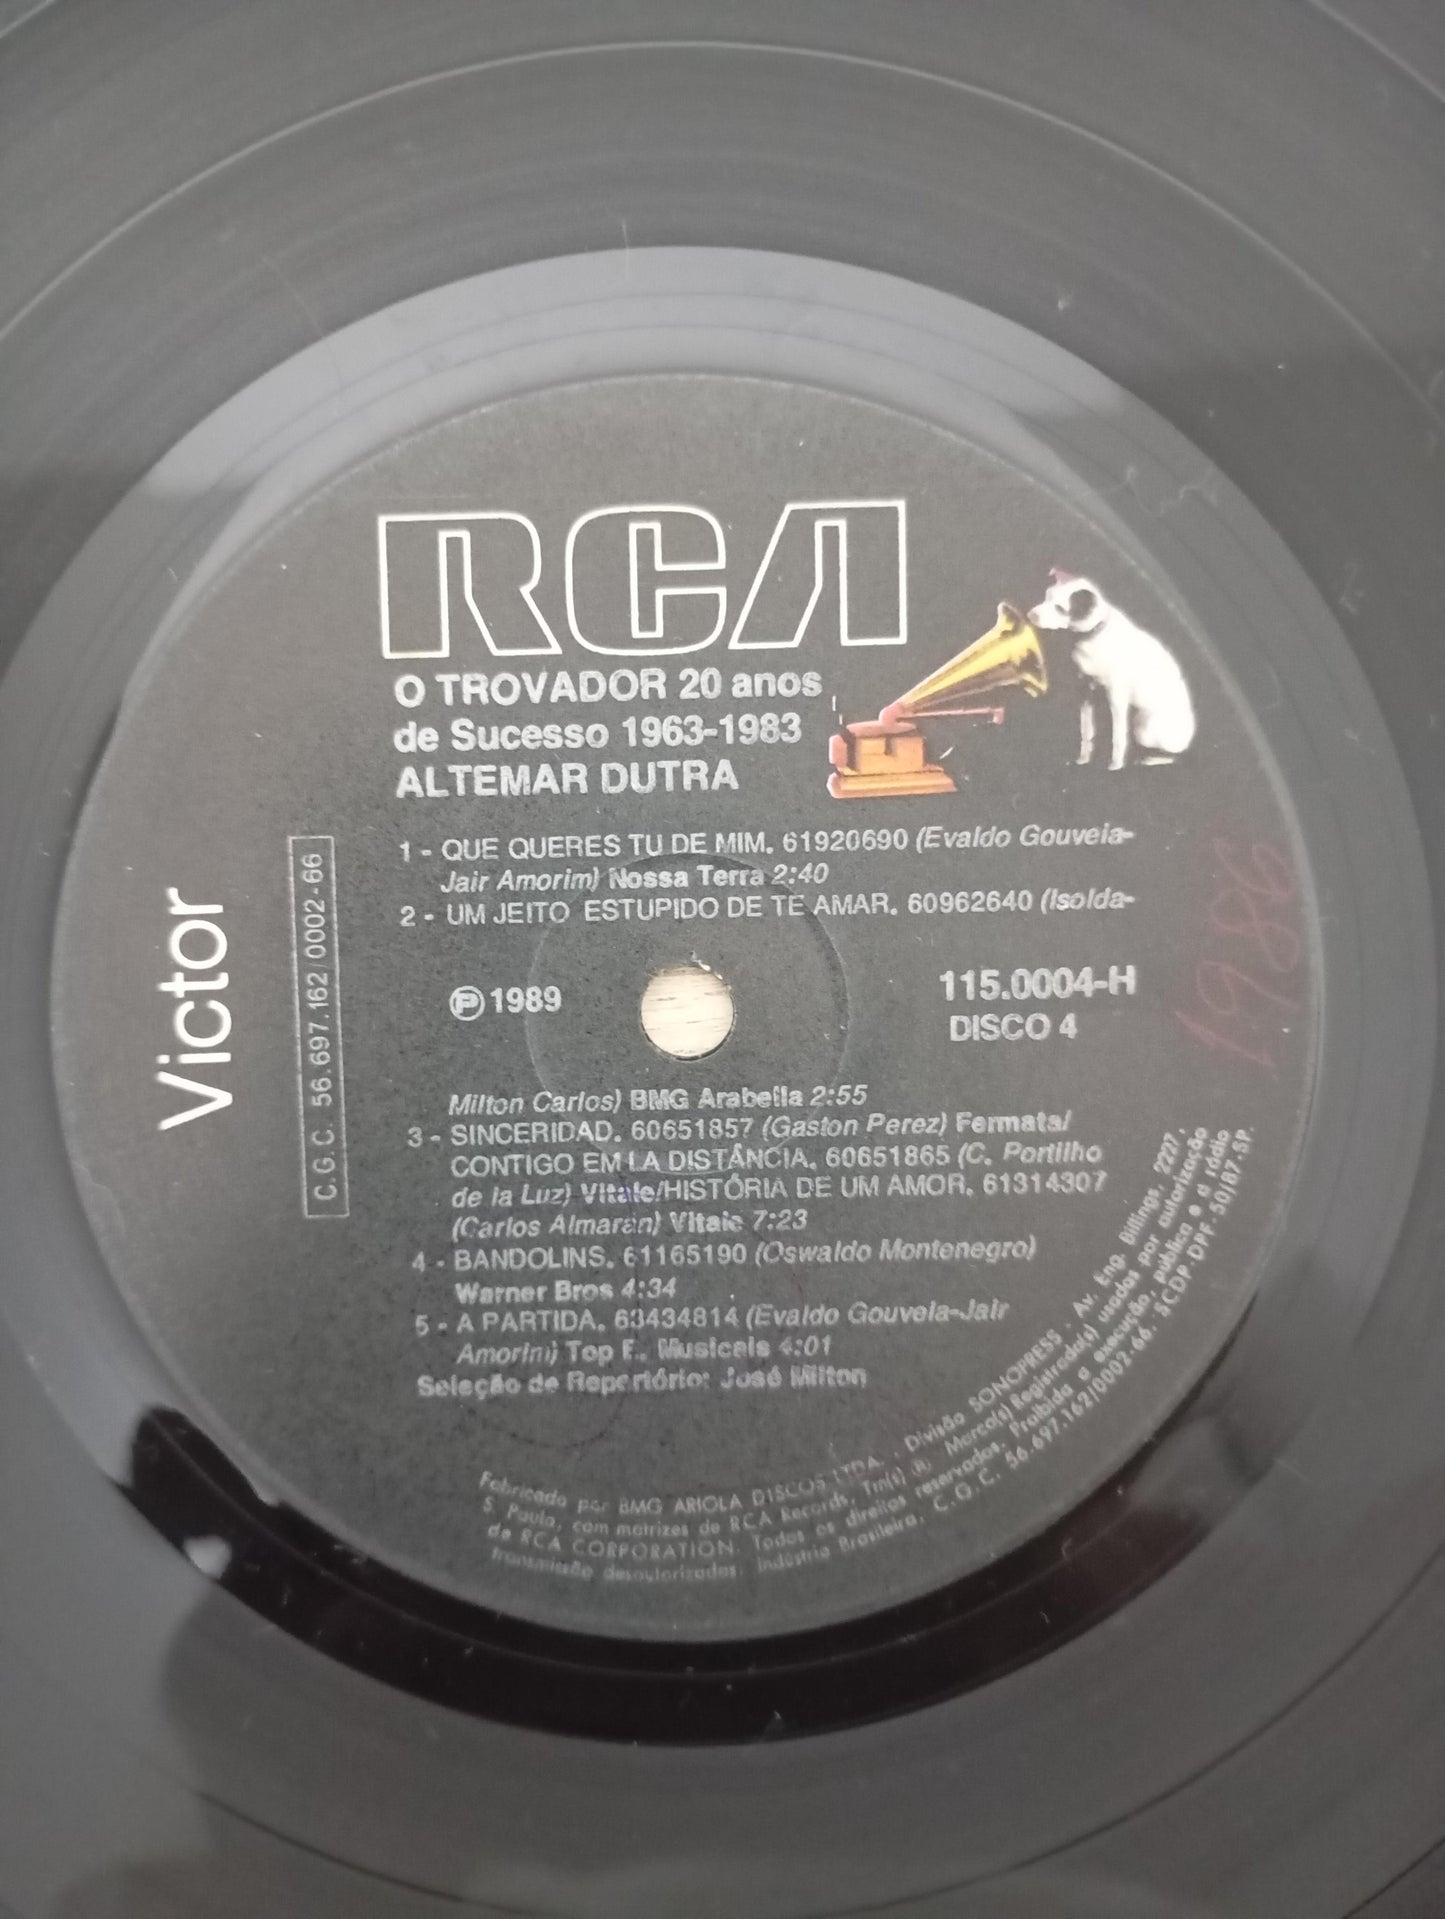 RCA
O TROVADOR 20 anos
de Sucesso 1963-1983
ALTEMAR DUTRA
1 - QUE QUERES TU DE MIM. 61920690 (Evaldo Gouveia-
Jair Amorim) Nossa Terra 2:40
2 - UM JEITO ESTUPIDO DE TE AMAR. 60962640 (Isolda-
Ⓟ 1989
115.0004-H
DISCO 4
Milton Carlos) BMG Arabella 2:55
3 - SINCERIDAD. 60651857 (Gaston Perez) Fermata/
CONTIGO EM LA DISTÂNCIA. 60651865 (C. Portilho
de la Luz) Vitale/HISTÓRIA DE UM AMOR. 61314307
(Carlos Almaran) Vitale 7:23
4 - BANDOLINS. 61165190 (Oswaldo Montenegro)
Warner Bros 4:34
5 - A PARTIDA. 63434814 (Evaldo Gouveia-Jair
Amorim) Top E. Musicais 4:01
Seleção de Repertório: José Milton
Victor
C.G.C. 56.697.162/0002-66
1986
Fabricado por BMG ARIOLA DISCOS LTDA. - Divisão SONOPRESS - Av. Eng. Billings, 2227,
S. Paulo, com matrizes de RCA Records, Tm(s) ® Marca(s) Registrada(s) usadas por autorização
da RCA CORPORATION. Todos os direitos reservados. Proibida a execução, pública e a rádio
transmissão desautorizadas. Indústria Brasileira. C.G.C. 56.697.162/0002-66. - SCDP-DPF-50/87-SP.